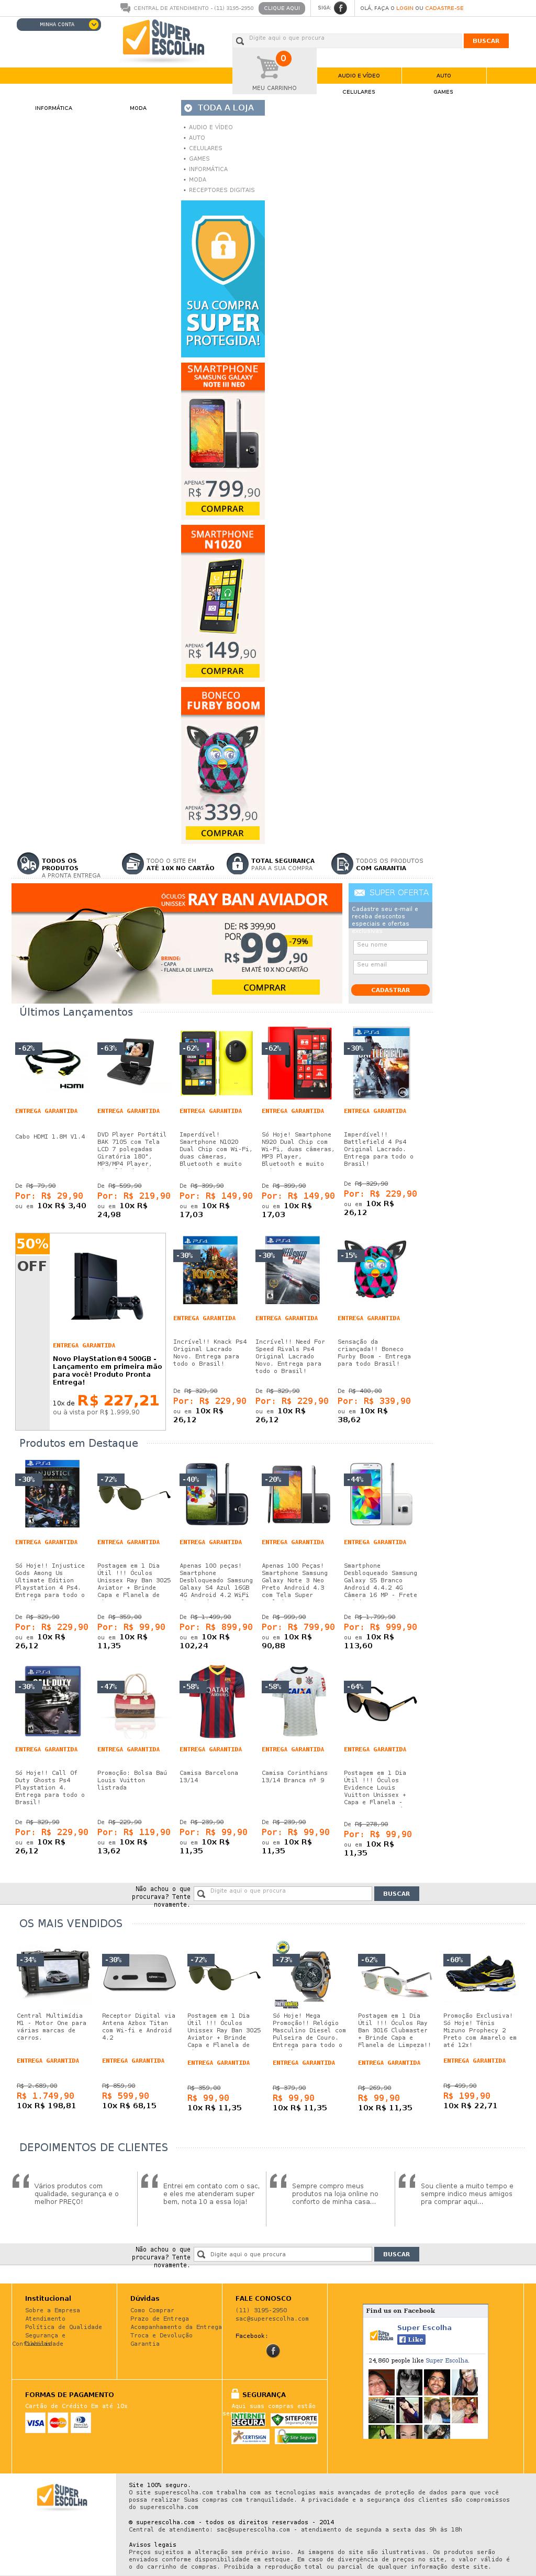 CENTRAL DE ATENDIMENTO - (11) 3195-2950
CLIQUE AQUI
SIGA:
OLÁ, FAÇA O LOGIN OU CADASTRE-SE
MINHA CONTA
SUPER ESCOLHA
Digite aqui o que procura
BUSCAR
0
MEU CARRINHO
AUDIO E VÍDEO
AUTO
CELULARES
GAMES
INFORMÁTICA
MODA
TODA A LOJA
• AUDIO E VÍDEO
• AUTO
• CELULARES
• GAMES
• INFORMÁTICA
• MODA
• RECEPTORES DIGITAIS
SUA COMPRA
SUPER
PROTEGIDA!
SMARTPHONE
SAMSUNG GALAXY
NOTE III NEO
APENAS
R$ 799,90
COMPRAR
SMARTPHONE
N1020
APENAS
R$ 149,90
COMPRAR
BONECO
FURBY BOOM
APENAS
R$ 339,90
COMPRAR
TODOS OS
PRODUTOS
A PRONTA ENTREGA
TODO O SITE EM
ATÉ 10X NO CARTÃO
TOTAL SEGURANÇA
PARA A SUA COMPRA
TODOS OS PRODUTOS
COM GARANTIA
ÓCULOS
UNISSEX
RAY BAN AVIADOR
DE: R$ 399,90
POR
R$ 99,90
-79%
EM ATÉ 10 X NO CARTÃO
BRINDE:
- CAPA
- FLANELA DE LIMPEZA
COMPRAR
SUPER OFERTA
Cadastre seu e-mail e
receba descontos
especiais e ofertas
Seu nome
Seu email
CADASTRAR
Últimos Lançamentos
-62%
HDMI
ENTREGA GARANTIDA
Cabo HDMI 1.8M V1.4
De R$ 79,90
Por: R$ 29,90
ou em 10x R$ 3,40
-63%
ENTREGA GARANTIDA
DVD Player Portátil
BAK 7105 com Tela
LCD 7 polegadas
Giratória 180°,
MP3/MP4 Player,
De R$ 599,90
Por: R$ 219,90
ou em 10x R$
24,98
-62%
ENTREGA GARANTIDA
Imperdível!
Smartphone N1020
Dual Chip com Wi-Fi,
duas câmeras,
Bluetooth e muito
De R$ 399,90
Por: R$ 149,90
ou em 10x R$
17,03
-62%
ENTREGA GARANTIDA
Só Hoje! Smartphone
N920 Dual Chip com
Wi-Fi, duas câmeras,
MP3 Player,
Bluetooth e muito
De R$ 399,90
Por: R$ 149,90
ou em 10x R$
17,03
-30%
ENTREGA GARANTIDA
Imperdível!!
Battlefield 4 Ps4
Original Lacrado.
Entrega para todo o
Brasil!
De R$ 329,90
Por: R$ 229,90
ou em 10x R$
26,12
50%
OFF
ENTREGA GARANTIDA
Novo PlayStation®4 500GB -
Lançamento em primeira mão
para você! Produto Pronta
Entrega!
10x de R$ 227,21
ou à vista por R$ 1.999,90
-30%
KNACK
ENTREGA GARANTIDA
Incrível!! Knack Ps4
Original Lacrado
Novo. Entrega para
todo o Brasil!
De R$ 329,90
Por: R$ 229,90
ou em 10x R$
26,12
-30%
ENTREGA GARANTIDA
Incrível!! Need For
Speed Rivals Ps4
Original Lacrado
Novo. Entrega para
todo o Brasil!
De R$ 329,90
Por: R$ 229,90
ou em 10x R$
26,12
-15%
ENTREGA GARANTIDA
Sensação da
criançada!! Boneco
Furby Boom - Entrega
para todo Brasil!
De R$ 400,00
Por: R$ 339,90
ou em 10x R$
38,62
Produtos em Destaque
PS4
-30%
INJUSTICE
ENTREGA GARANTIDA
Só Hoje!! Injustice
Gods Among Us
Ultimate Edition
Playstation 4 Ps4.
Entrega para todo o
De R$ 329,90
Por: R$ 229,90
ou em 10x R$
26,12
-72%
ENTREGA GARANTIDA
Postagem em 1 Dia
Útil !!! Óculos
Unissex Ray Ban 3025
Aviator + Brinde
Capa e Flanela de
De R$ 359,00
Por: R$ 99,90
ou em 10x R$
11,35
-40%
ENTREGA GARANTIDA
Apenas 100 peças!
Smartphone
Desbloqueado Samsung
Galaxy S4 Azul 16GB
4G Android 4.2 WiFi
De R$ 1.499,90
Por: R$ 899,90
ou em 10x R$
102,24
-20%
ENTREGA GARANTIDA
Apenas 100 Peças!
Smartphone Samsung
Galaxy Note 3 Neo
Preto Android 4.3
com Tela Super
De R$ 999,90
Por: R$ 799,90
ou em 10x R$
90,88
-44%
ENTREGA GARANTIDA
Smartphone
Desbloqueado Samsung
Galaxy S5 Branco
Android 4.4.2 4G
Câmera 16 MP - Frete
De R$ 1.799,90
Por: R$ 999,90
ou em 10x R$
113,60
PS4
-30%
CALL OF DUTY
ENTREGA GARANTIDA
Só Hoje!! Call Of
Duty Ghosts Ps4
Playstation 4.
Entrega para todo o
Brasil!
De R$ 329,90
Por: R$ 229,90
ou em 10x R$
26,12
-47%
ENTREGA GARANTIDA
Promoção: Bolsa Baú
Louis Vuitton
listrada
De R$ 229,90
Por: R$ 119,90
ou em 10x R$
13,62
-58%
QATAR AIRWAYS
ENTREGA GARANTIDA
Camisa Barcelona
13/14
De R$ 239,90
Por: R$ 99,90
ou em 10x R$
11,35
-58%
CAIXA
ENTREGA GARANTIDA
Camisa Corinthians
13/14 Branca nº 9
De R$ 239,90
Por: R$ 99,90
ou em 10x R$
11,35
-64%
ENTREGA GARANTIDA
Postagem em 1 Dia
Útil !!! Óculos
Evidence Louis
Vuitton Unissex +
Capa e Flanela -
De R$ 278,90
Por: R$ 99,90
ou em 10x R$
11,35
Não achou o que
procurava? Tente
novamente.
Digite aqui o que procura
BUSCAR
OS MAIS VENDIDOS
-34%
Central Multimídia
M1 - Motor One para
várias marcas de
carros.
ENTREGA GARANTIDA
R$ 2.689,00
R$ 1.749,90
10x R$ 198,81
-30%
Receptor Digital via
Antena Azbox Titan
com Wi-fi e Android
4.2
ENTREGA GARANTIDA
R$ 859,90
R$ 599,90
10x R$ 68,15
-72%
Postagem em 1 Dia
Útil !!! Óculos
Unissex Ray Ban 3025
Aviator + Brinde
Capa e Flanela de
ENTREGA GARANTIDA
R$ 359,00
R$ 99,90
10x R$ 11,35
-73%
Só Hoje! Mega
Promoção!! Relógio
Masculino Diesel com
Pulseira de Couro.
Entrega para todo o
ENTREGA GARANTIDA
R$ 379,90
R$ 99,90
10x R$ 11,35
-62%
Postagem em 1 Dia
Útil !!! Óculos Ray
Ban 3016 Clubmaster
+ Brinde Capa e
Flanela de Limpeza!!
ENTREGA GARANTIDA
R$ 269,90
R$ 99,90
10x R$ 11,35
-60%
Promoção Exclusiva!
Só Hoje! Tênis
Mizuno Prophecy 2
Preto com Amarelo em
até 12x!
ENTREGA GARANTIDA
R$ 499,90
R$ 199,90
10x R$ 22,71
DEPOIMENTOS DE CLIENTES
Vários produtos com
qualidade, segurança e o
melhor PREÇO!
Entrei em contato com o sac,
e eles me atenderam super
bem, nota 10 a essa loja!
Sempre compro meus
produtos na loja online no
conforto de minha casa...
Sou cliente a muito tempo e
sempre indico meus amigos
pra comprar aqui...
Não achou o que
procurava? Tente
novamente.
Digite aqui o que procura
BUSCAR
Institucional
Sobre a Empresa
Atendimento
Política de Qualidade
Segurança e
Confiabilidade
Dúvidas
Como Comprar
Prazo de Entrega
Acompanhamento da Entrega
Troca e Devolução
Garantia
FALE CONOSCO
(11) 3195-2950
sac@superescolha.com
Facebook:
Find us on Facebook
Super Escolha
Like
24,860 people like Super Escolha.
FORMAS DE PAGAMENTO
Cartão de Crédito Em até 10x
VISA
MasterCard
SEGURANÇA
Aqui suas compras estão
INTERNET SEGURA
SITEFORTE
CERTISIGN
Site Seguro
SUPER ESCOLHA
Site 100% seguro.
O site superescolha.com trabalha com as tecnologias mais avançadas de proteção de dados para que você
possa realizar Suas compras com tranquilidade. A privacidade e a segurança dos clientes são compromissos
do superescolha.com
© superescolha.com - todos os direitos reservados - 2014
Central de atendimento: sac@superescolha.com - atendimento de segunda a sexta das 9h às 18h
Avisos legais
Preços sujeitos a alteração sem prévio aviso. As imagens do site são ilustrativas. Os produtos serão
enviados conforme disponibilidade em estoque. Em caso de divergência de preços no site, o valor válido é
o do carrinho de compras. Proibida a reprodução total ou parcial de qualquer informação deste site.